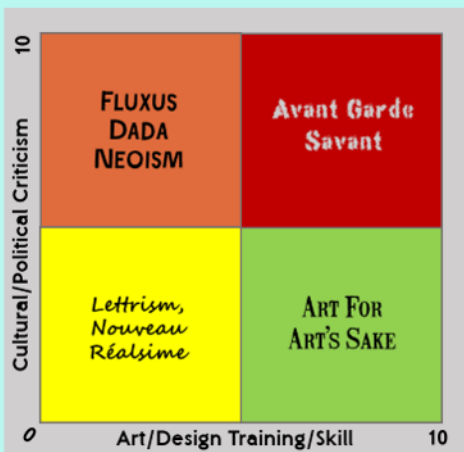 10
Cultural/Political Criticism
FLUXUS
DADA
NEOISM
Avant Garde
Savant
Lettrism,
Nouveau
Réalsime
ART FOR
ART'S SAKE
0
Art/Design Training/Skill
10